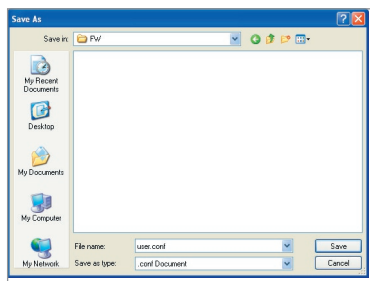 Save As
Save in:
FW
My Recent
Documents
Desktop
My Documents
My Computer
My Network
File name:
user.conf
Save
Save as type:
.conf Document
Cancel